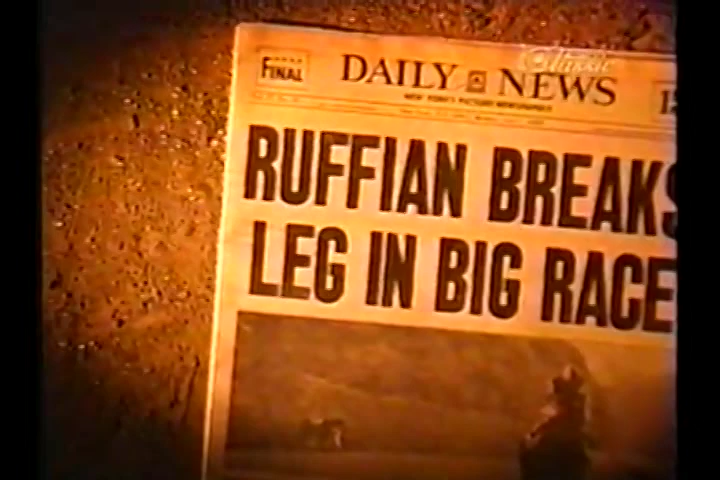 Classic
FINAL
DAILY NEWS
NEW YORK'S PICTURE NEWSPAPER
RUFFIAN BREAKS
LEG IN BIG RACE